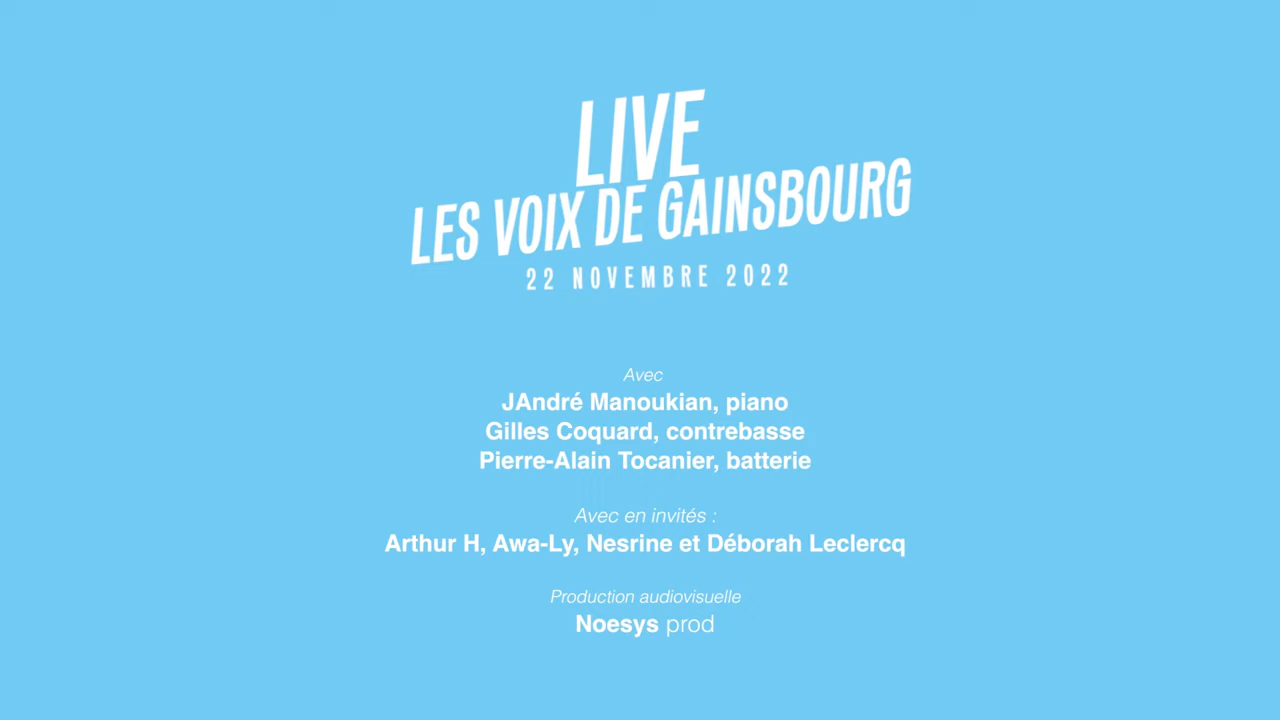 LIVE
LES VOIX DE GAINSBOURG
22 NOVEMBRE 2022
Avec
JAndré Manoukian, piano
Gilles Coquard, contrebasse
Pierre-Alain Tocanier, batterie
Avec en invités :
Arthur H, Awa-Ly, Nesrine et Déborah Leclercq
Production audiovisuelle
Noesys prod